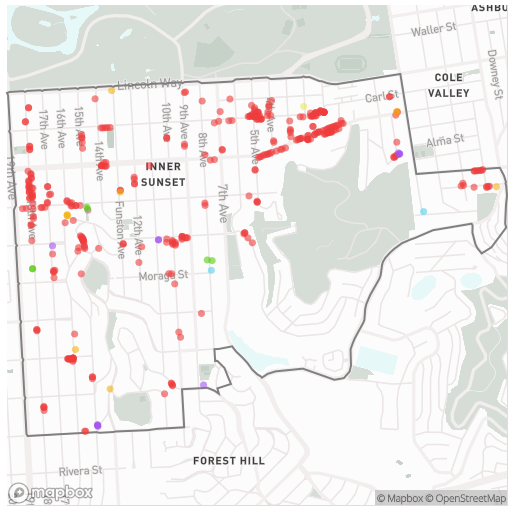 ASHBU
Waller St
COLE
VALLEY
Downey St
Lincoln Way
Carl St
Alma St
19th Ave
17th Ave
16th Ave
15th Ave
14th Ave
10th Ave
9th Ave
8th Ave
5th Ave
INNER
SUNSET
7th Ave
Funston Ave
12th Ave
Moraga St
FOREST HILL
Rivera St
mapbox
© Mapbox © OpenStreetMap